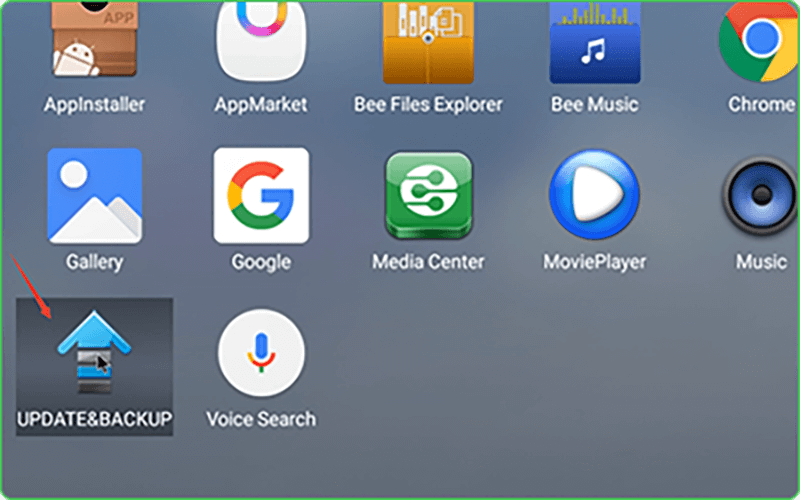 APP
AppInstaller
AppMarket
Bee Files Explorer
Bee Music
Chrome
Gallery
Google
Media Center
MoviePlayer
Music
UPDATE&BACKUP
Voice Search